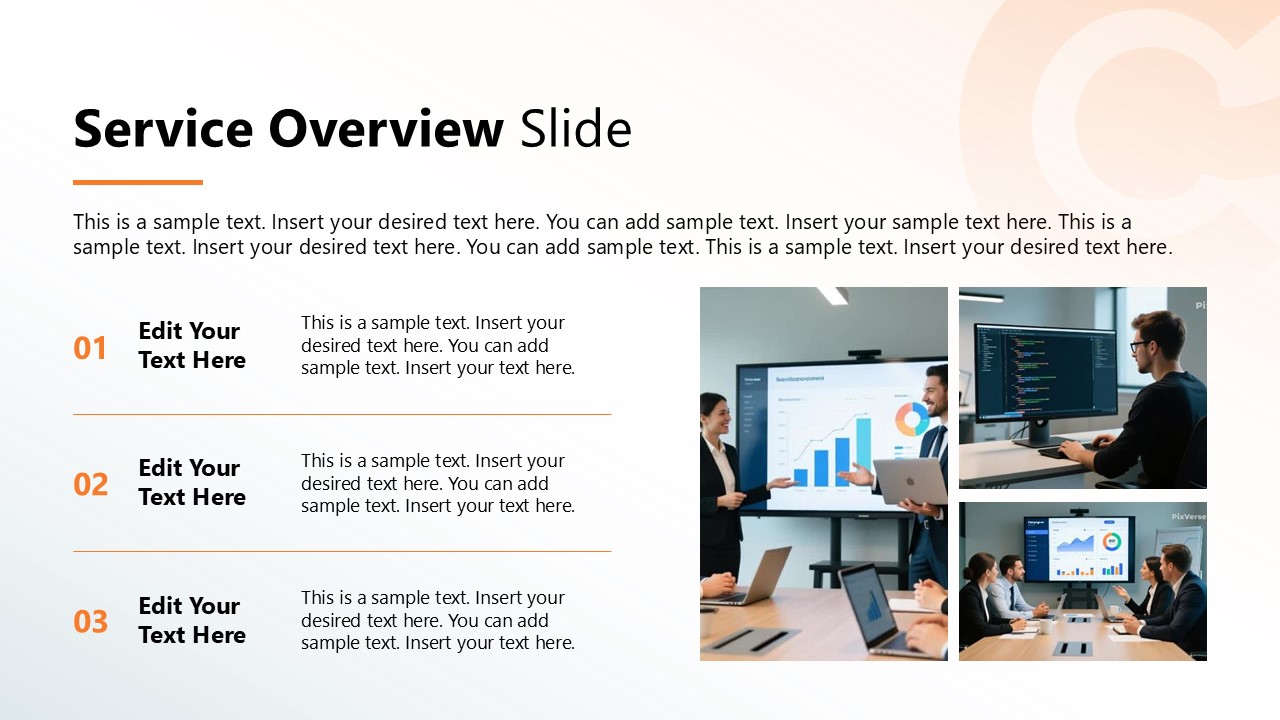 Service Overview Slide
This is a sample text. Insert your desired text here. You can add sample text. Insert your sample text here. This is a
sample text. Insert your desired text here. You can add sample text. This is a sample text. Insert your desired text here.
01
Edit Your
Text Here
This is a sample text. Insert your
desired text here. You can add
sample text. Insert your text here.
02
Edit Your
Text Here
This is a sample text. Insert your
desired text here. You can add
sample text. Insert your text here.
03
Edit Your
Text Here
This is a sample text. Insert your
desired text here. You can add
sample text. Insert your text here.
Pi
PixVerse